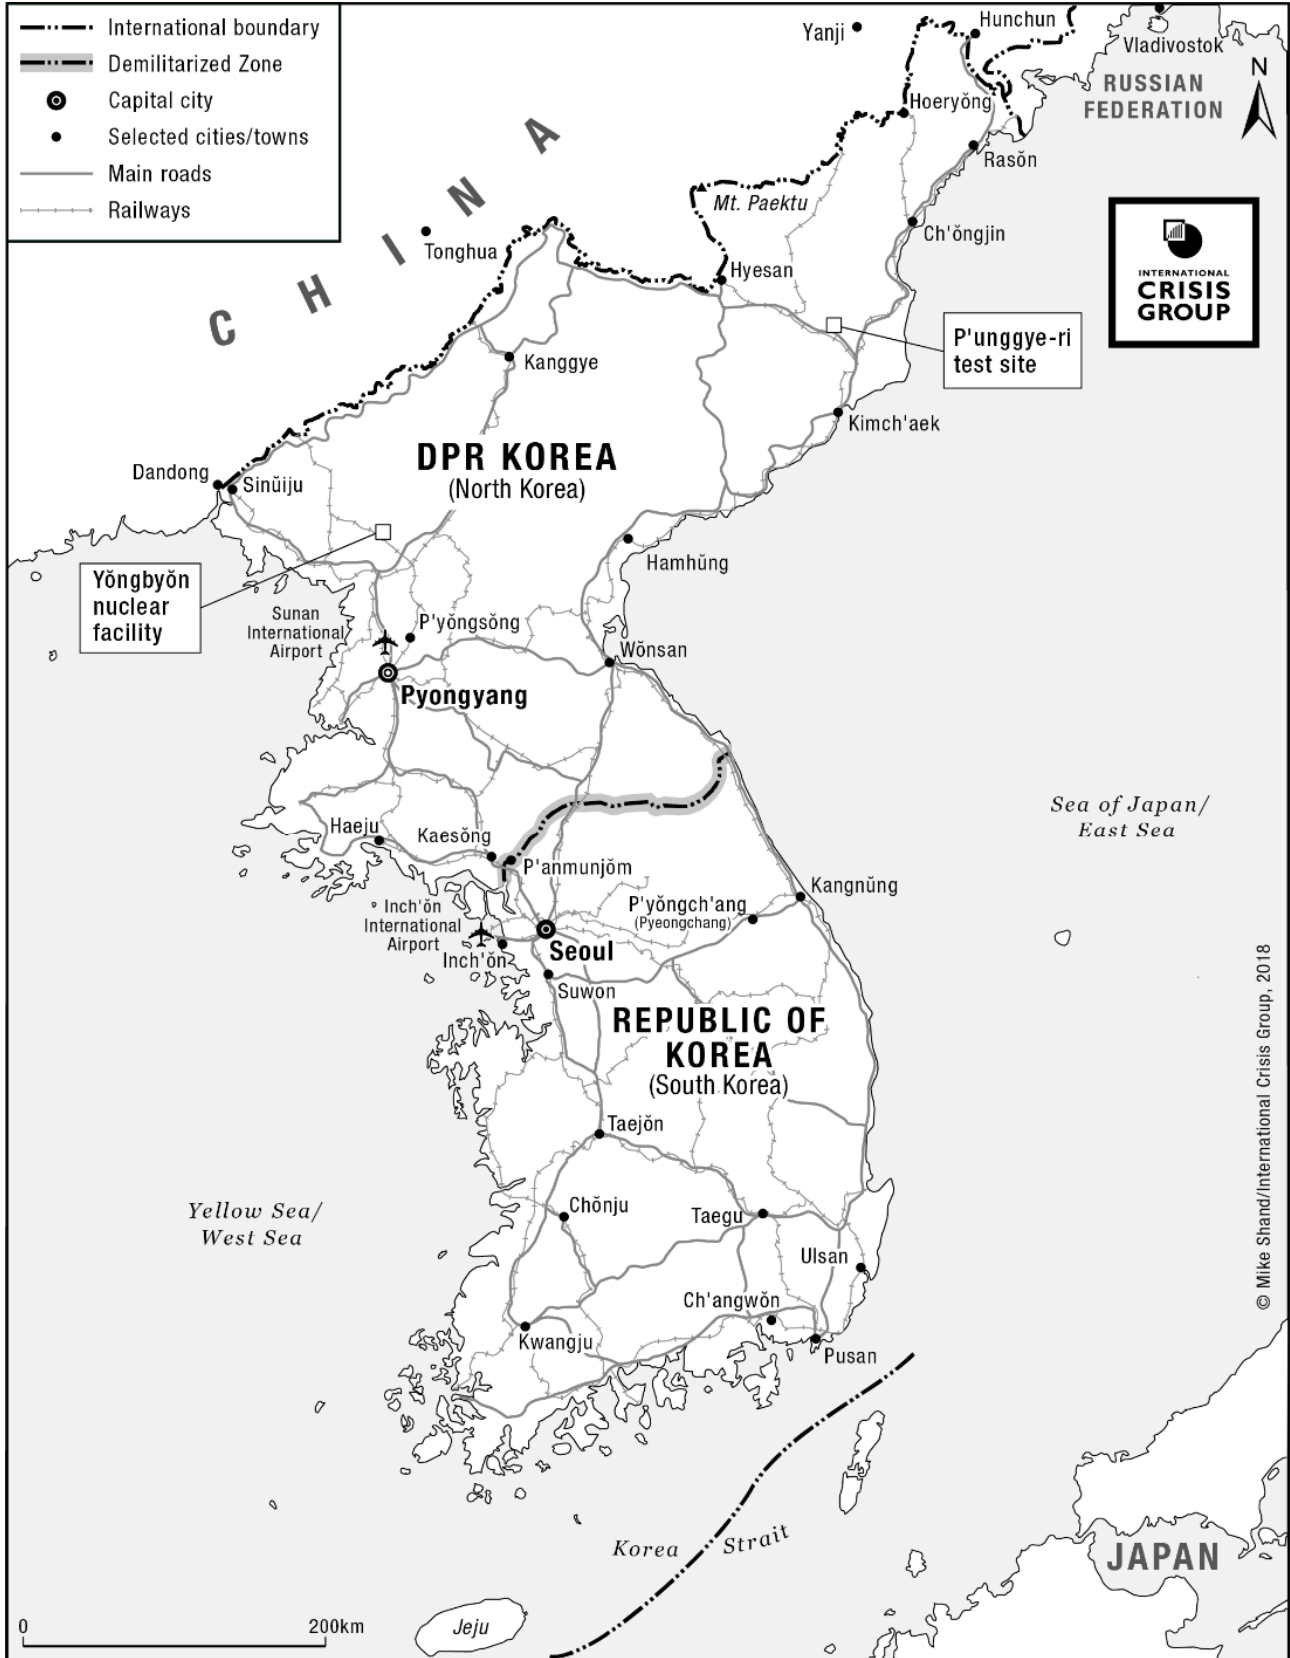 International boundary
Demilitarized Zone
Capital city
Selected cities/towns
Main roads
Railways
Yanji
Hunchun
Vladivostok
RUSSIAN
FEDERATION
N
Hoeryŏng
Rasŏn
CHINA
Mt. Paektu
Tonghua
Ch'ŏngjin
Hyesan
INTERNATIONAL
CRISIS
GROUP
P'unggye-ri
test site
Kanggye
Kimch'aek
DPR KOREA
(North Korea)
Dandong
Sinŭiju
Hamhŭng
Yŏngbyŏn
nuclear
facility
Sunan
International
Airport
P'yŏngsŏng
Wŏnsan
Pyongyang
Sea of Japan/
East Sea
Haeju
Kaesŏng
P'anmunjŏm
Kangnŭng
P'yŏngch'ang
(Pyeongchang)
Inch'ŏn
International
Airport
Inch'ŏn
Seoul
Suwon
REPUBLIC OF
KOREA
(South Korea)
© Mike Shand/International Crisis Group, 2018
Taejŏn
Yellow Sea/
West Sea
Chŏnju
Taegu
Ulsan
Ch'angwŏn
Kwangju
Pusan
Korea Strait
JAPAN
Jeju
0 200km